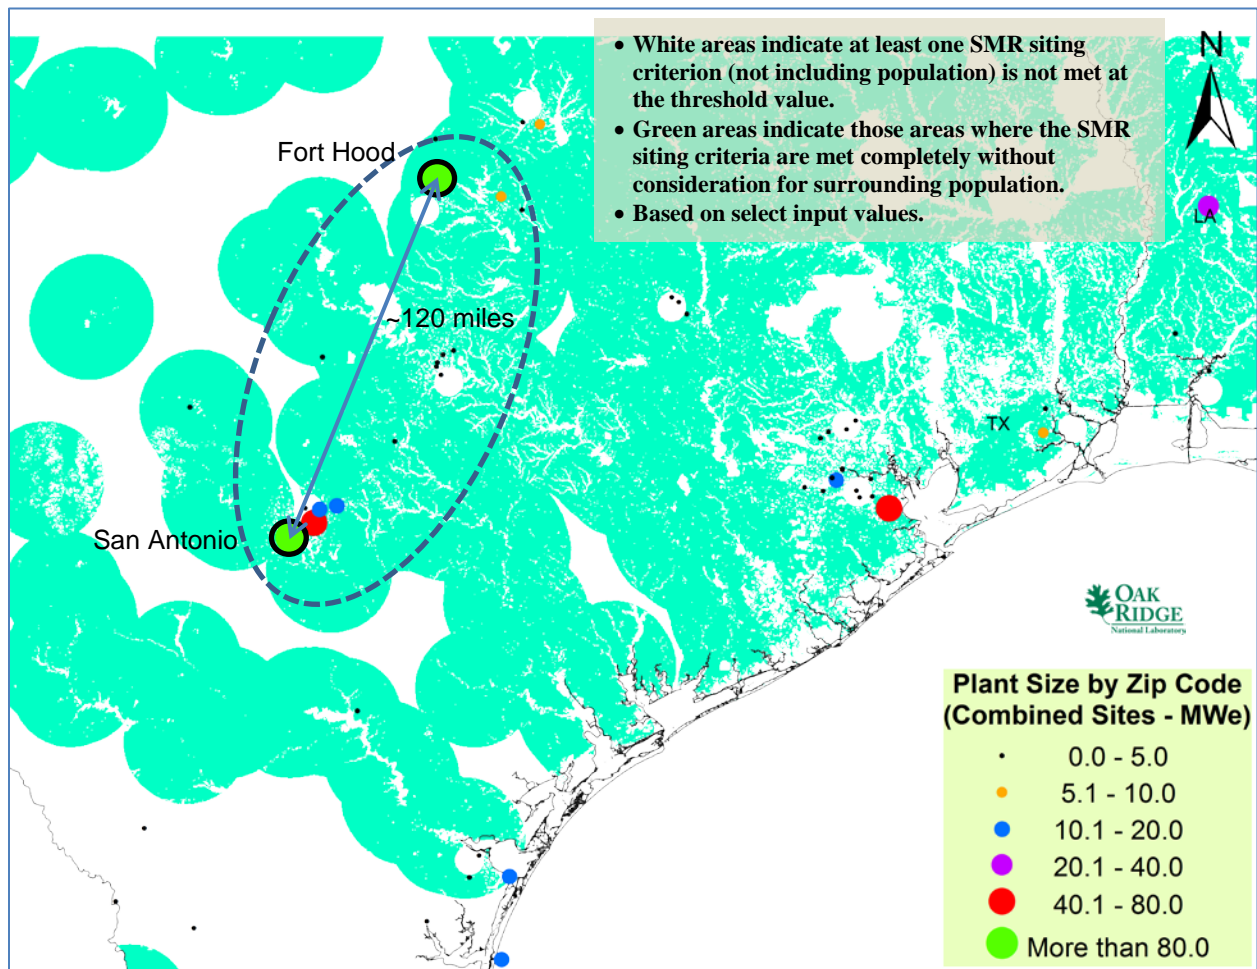 • White areas indicate at least one SMR siting
criterion (not including population) is not met at
the threshold value.
• Green areas indicate those areas where the SMR
siting criteria are met completely without
consideration for surrounding population.
• Based on select input values.
N
Fort Hood
LA
~120 miles
TX
San Antonio
OAK
RIDGE
National Laboratory
Plant Size by Zip Code
(Combined Sites - MWe)
0.0 - 5.0
5.1 - 10.0
10.1 - 20.0
20.1 - 40.0
40.1 - 80.0
More than 80.0